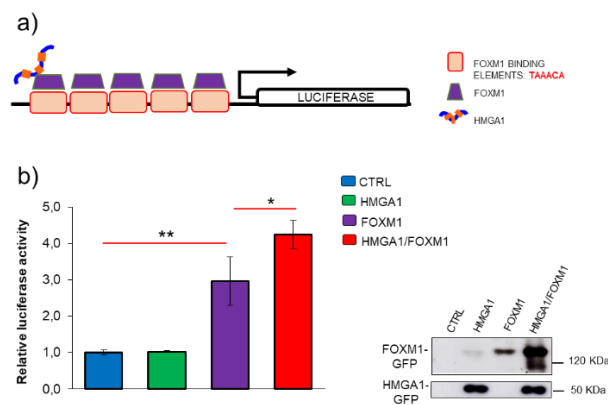 a)
FOXM1 BINDING
ELEMENTS: TAAACA
FOXM1
HMGA1
LUCIFERASE
b)
Relative luciferase activity
5,0
4,0
3,0
2,0
1,0
0,0
**
*
CTRL
HMGA1
FOXM1
HMGA1/FOXM1
CTRL
HMGA1
FOXM1
HMGA1/FOXM1
FOXM1-
GFP
120 KDa
HMGA1-
GFP
50 KDa